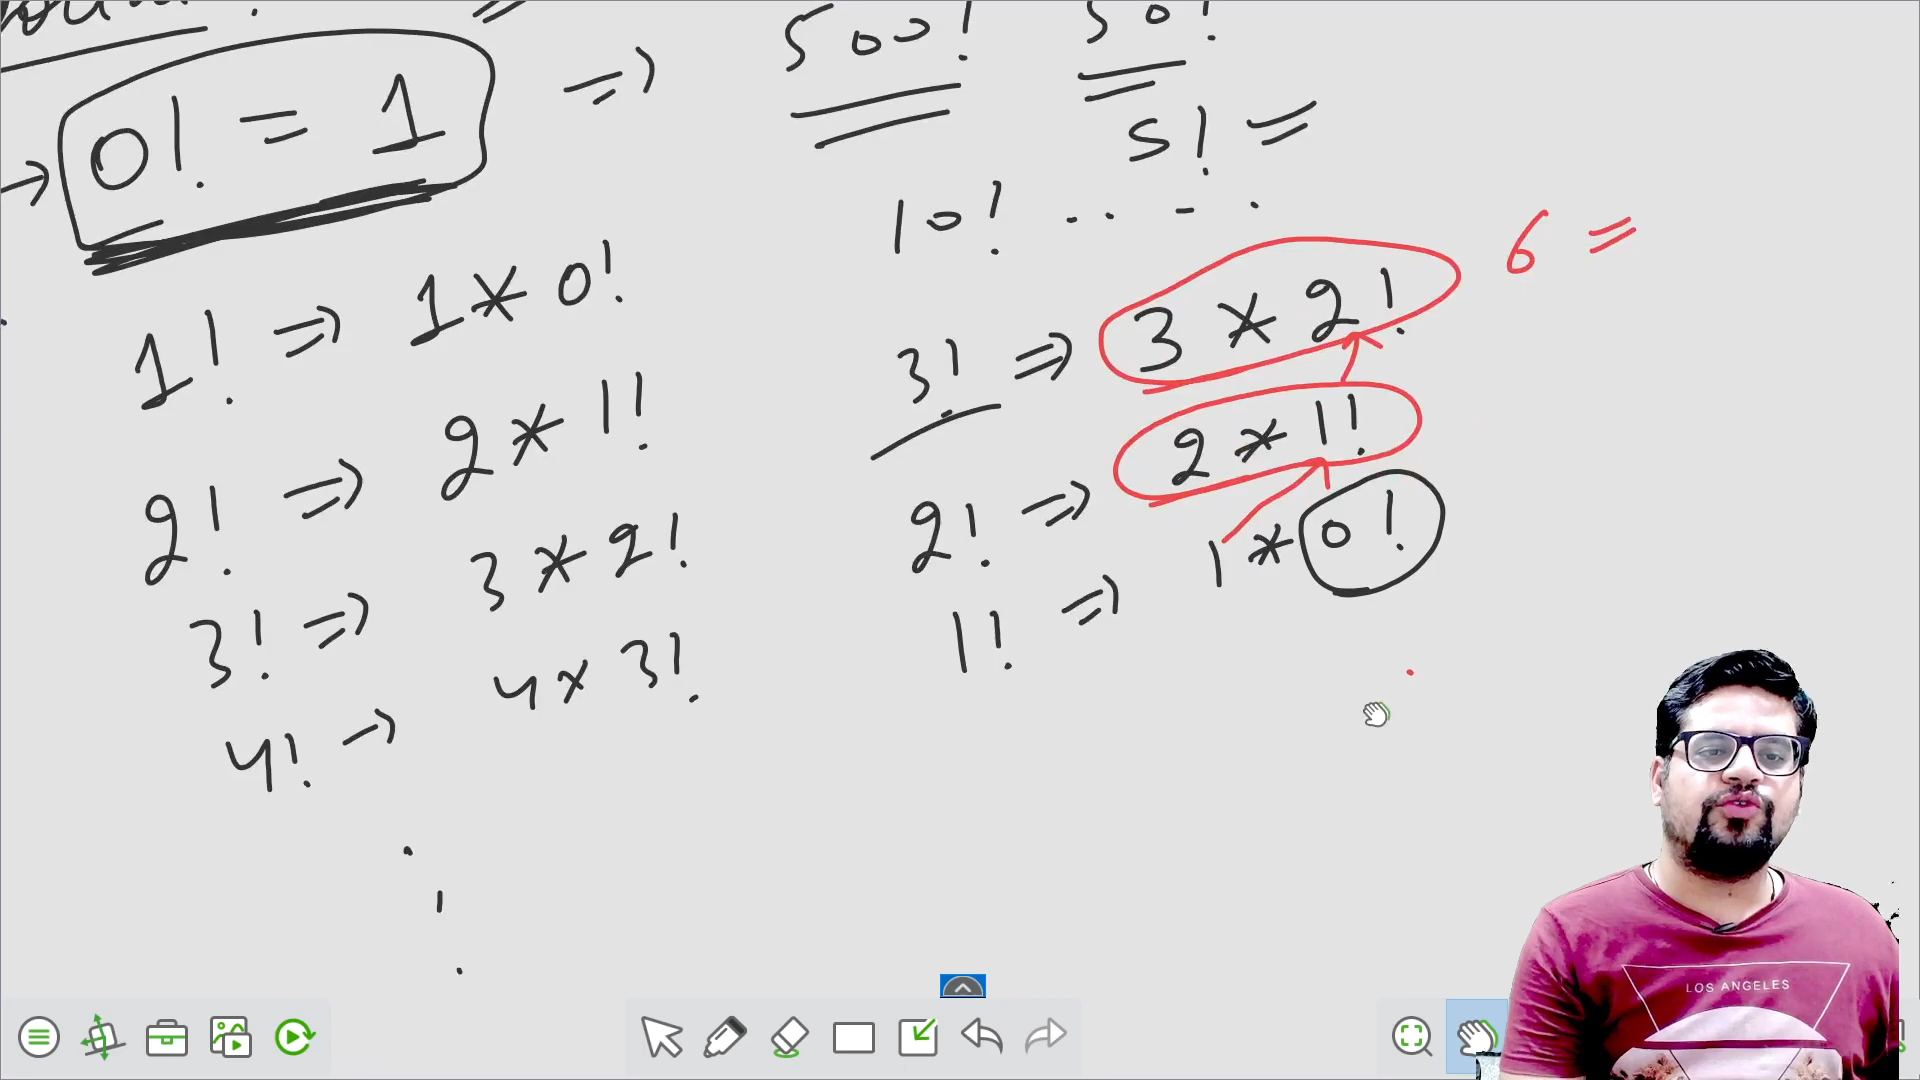 500! 50!
0! = 1 =>
5! =
10! .. - .
1! => 1 * 0!
2! => 2 * 1!
3! => 3 * 2!
4! -> 4 x 3!
3! => 3 * 2! 6 =
2! => 2 * 1!
1! => 1 * 0!
LOS ANGELES